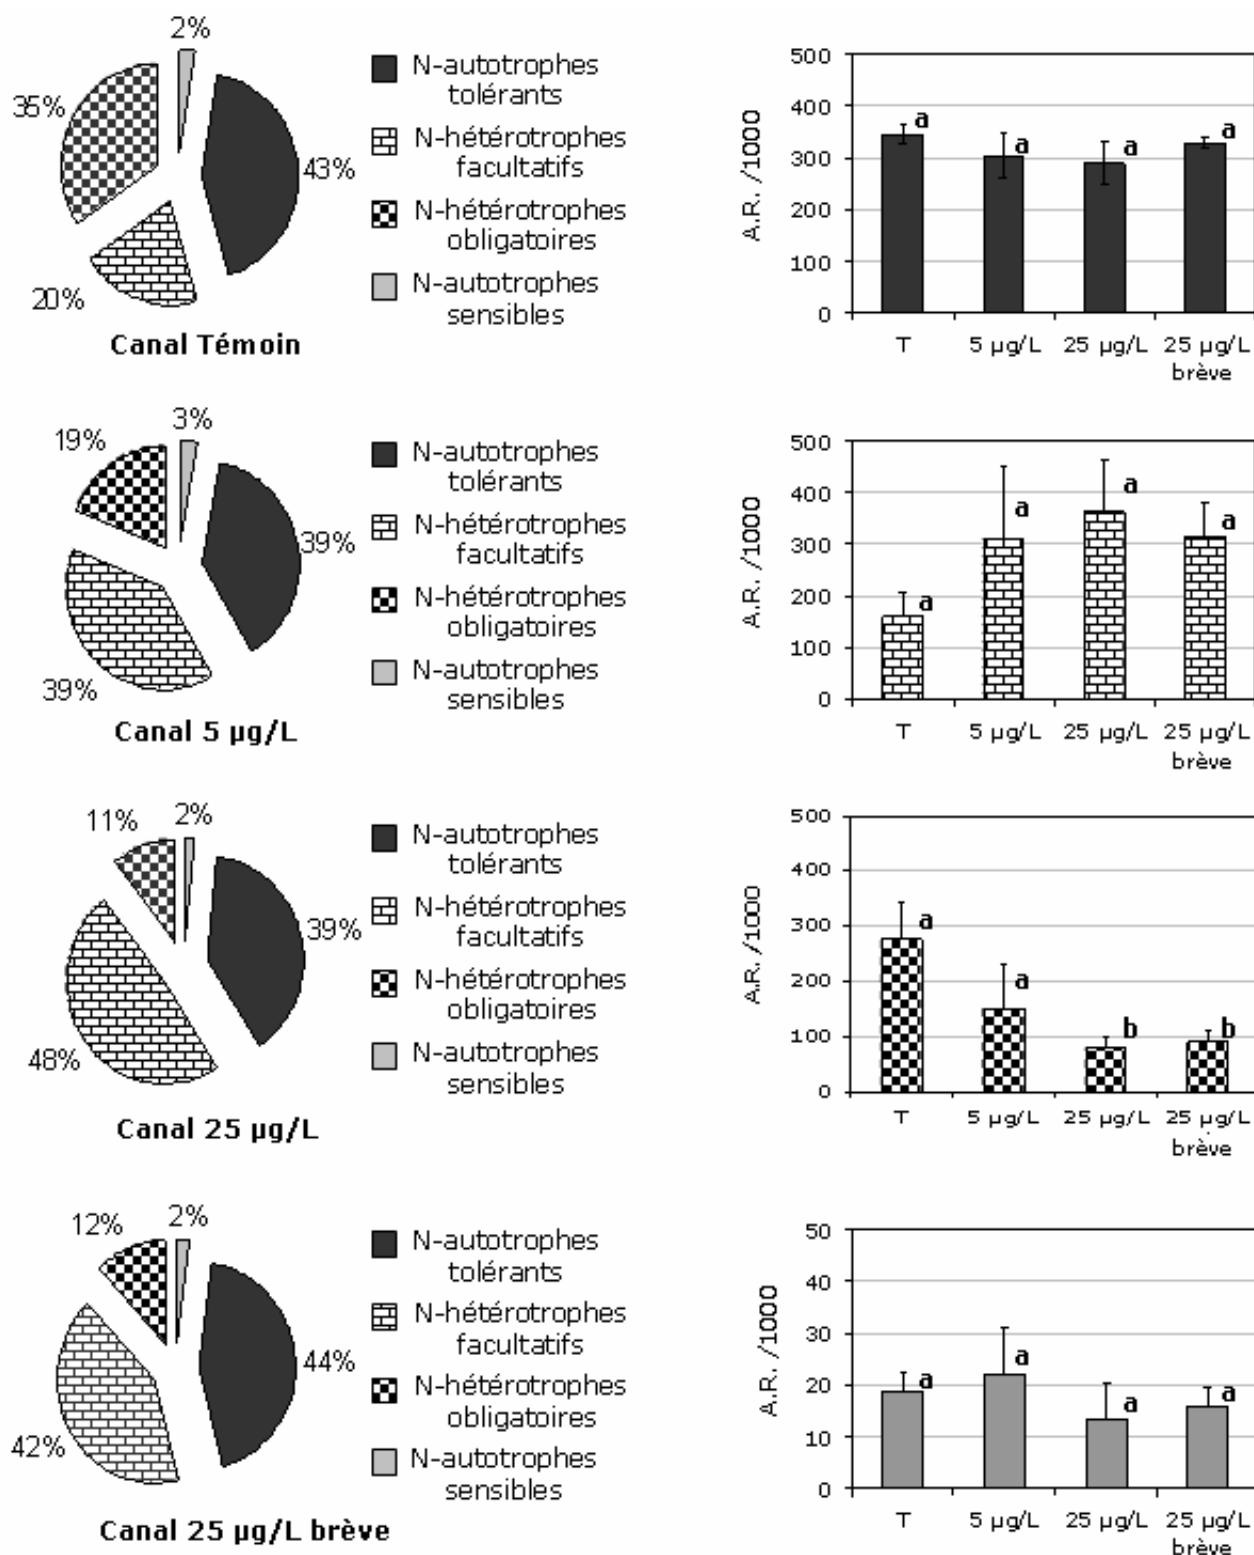 2%
35%
43%
20%
N-autotrophes
tolérants
N-hétérotrophes
facultatifs
N-hétérotrophes
obligatoires
N-autotrophes
sensibles
Canal Témoin
500
400
300
200
100
0
A.R. /1000
a
a
a
a
T
5 µg/L
25 µg/L
25 µg/L
brève
3%
19%
39%
39%
N-autotrophes
tolérants
N-hétérotrophes
facultatifs
N-hétérotrophes
obligatoires
N-autotrophes
sensibles
Canal 5 µg/L
500
400
300
200
100
0
A.R. /1000
a
a
a
a
T
5 µg/L
25 µg/L
25 µg/L
brève
2%
11%
39%
48%
N-autotrophes
tolérants
N-hétérotrophes
facultatifs
N-hétérotrophes
obligatoires
N-autotrophes
sensibles
Canal 25 µg/L
500
400
300
200
100
0
A.R. /1000
a
a
b
b
T
5 µg/L
25 µg/L
25 µg/L
brève
2%
12%
44%
42%
N-autotrophes
tolérants
N-hétérotrophes
facultatifs
N-hétérotrophes
obligatoires
N-autotrophes
sensibles
Canal 25 µg/L brève
50
40
30
20
10
0
A.R. /1000
a
a
a
a
T
5 µg/L
25 µg/L
25 µg/L
brève